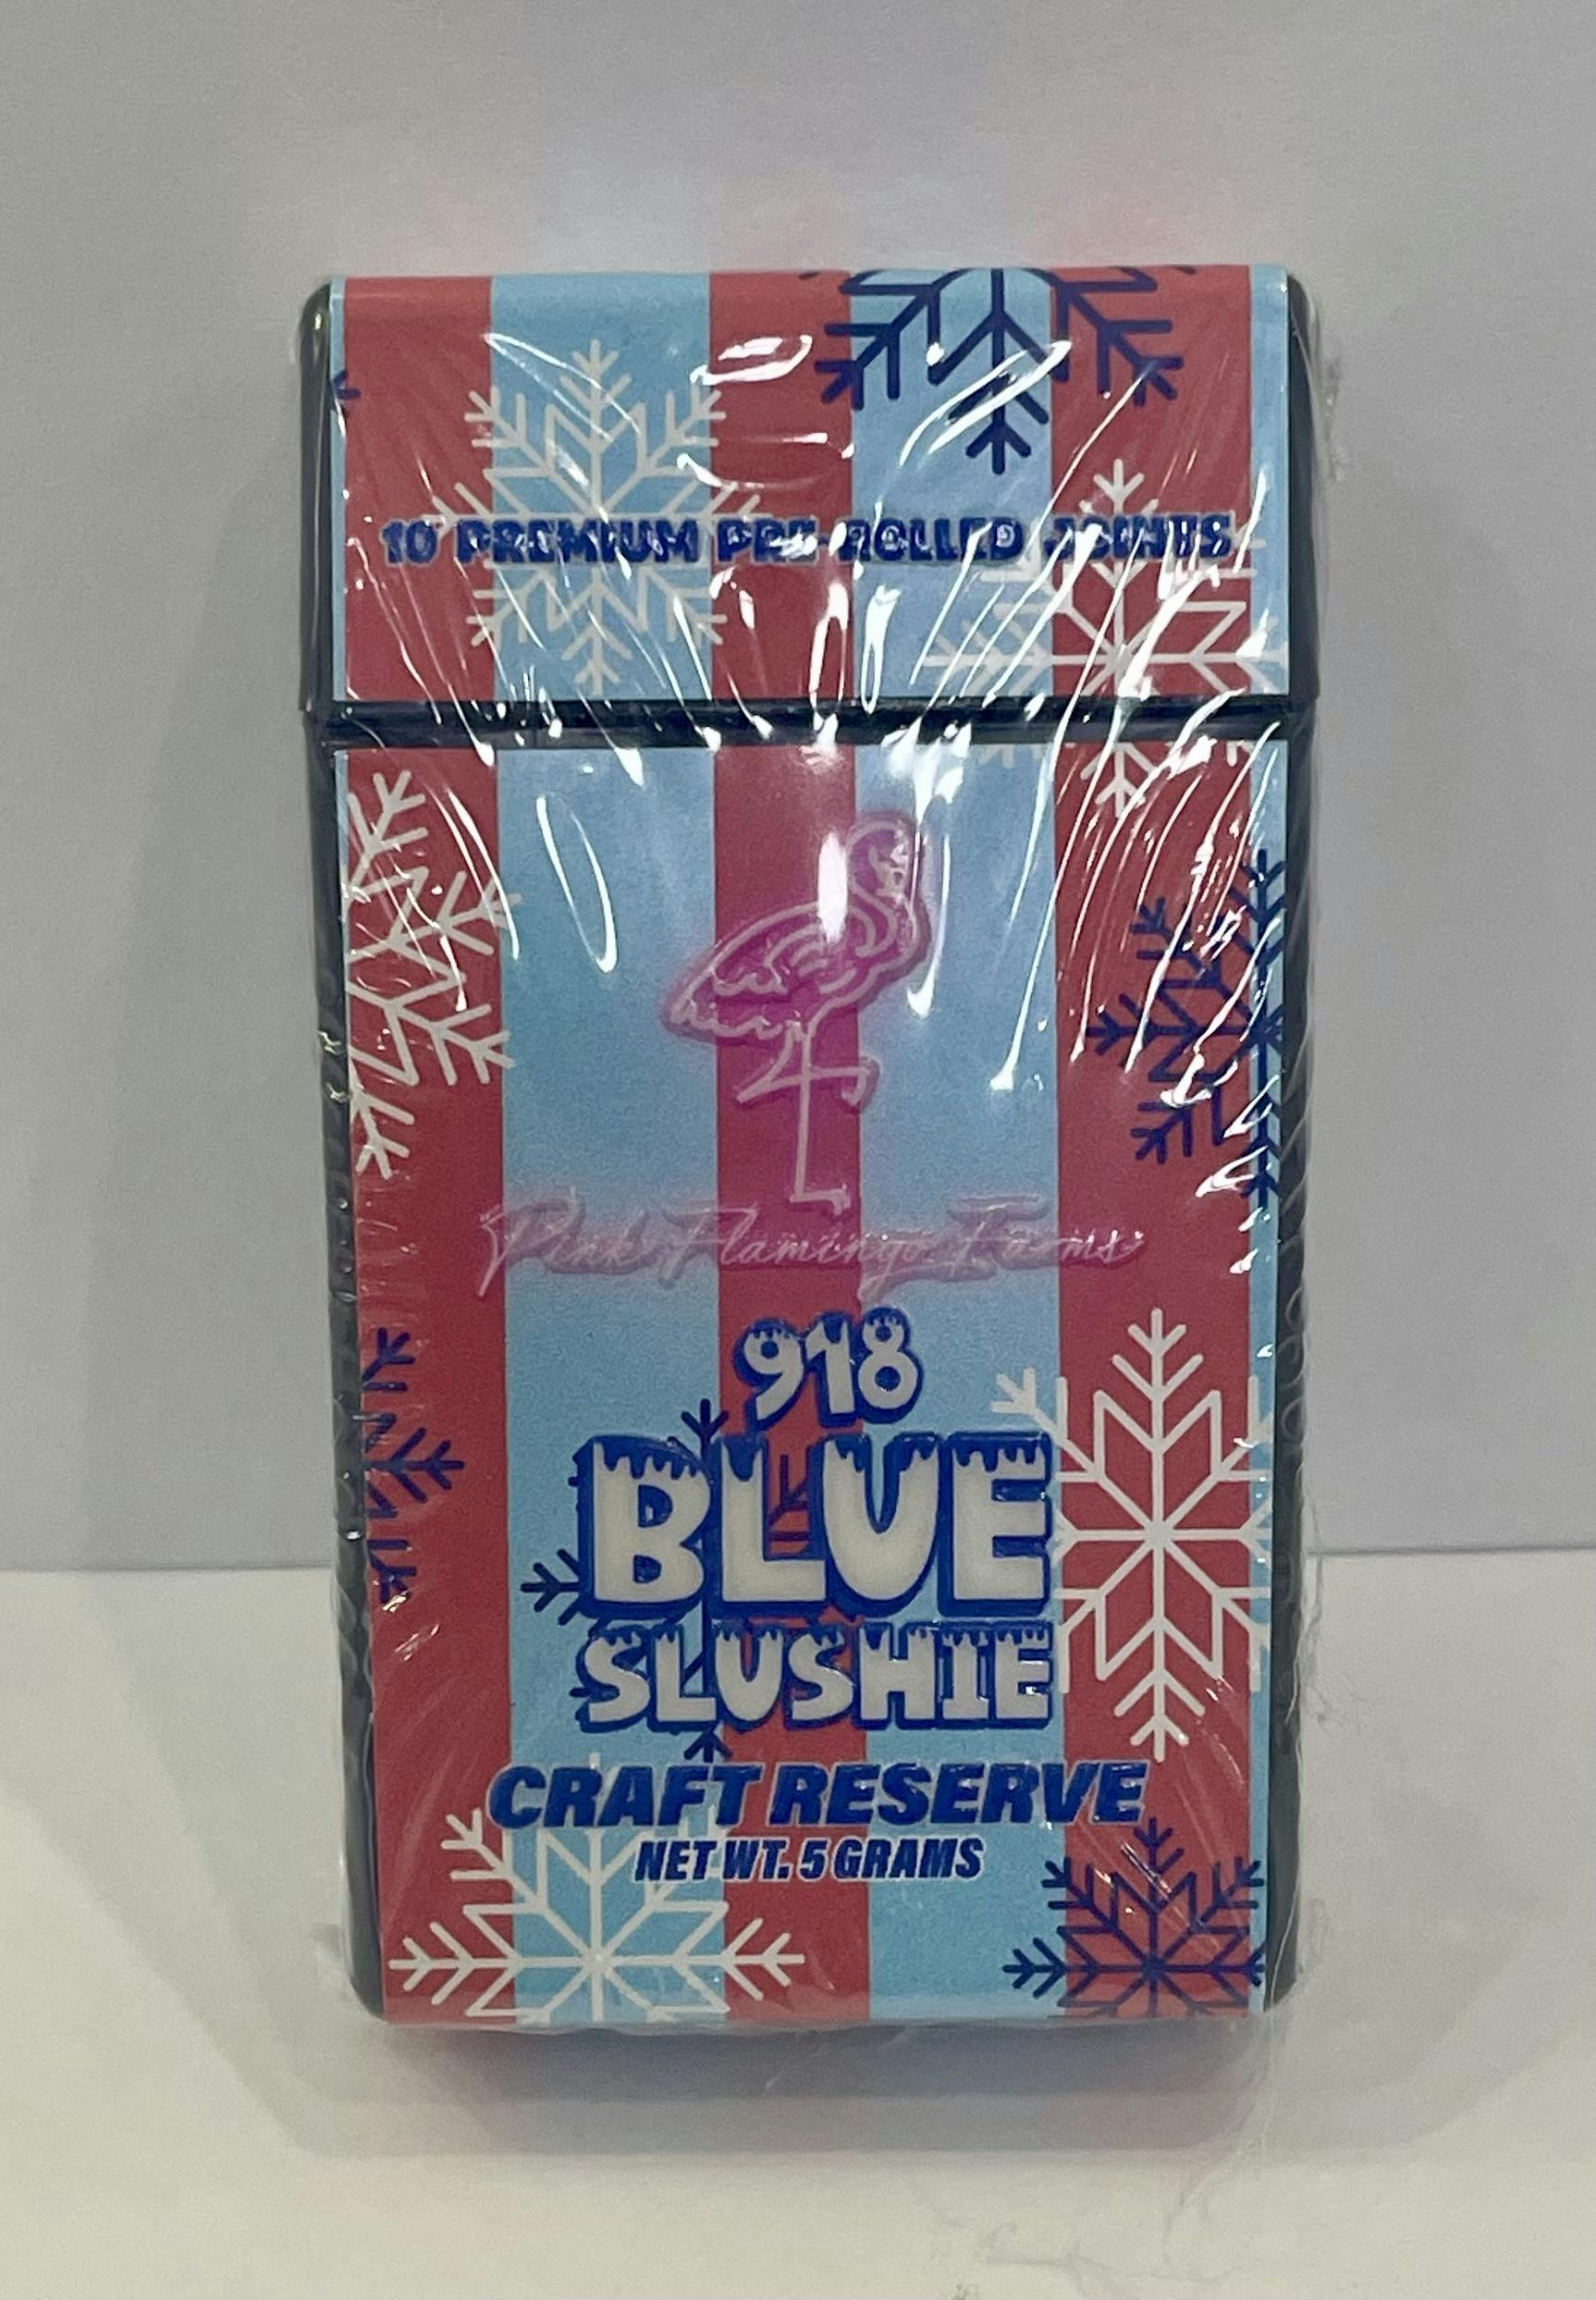 10 PREMIUM PRE-ROLLED JOINTS
Pink Flamingo Farms
918
BLUE
SLUSHIE
CRAFT RESERVE
NET WT. 5 GRAMS